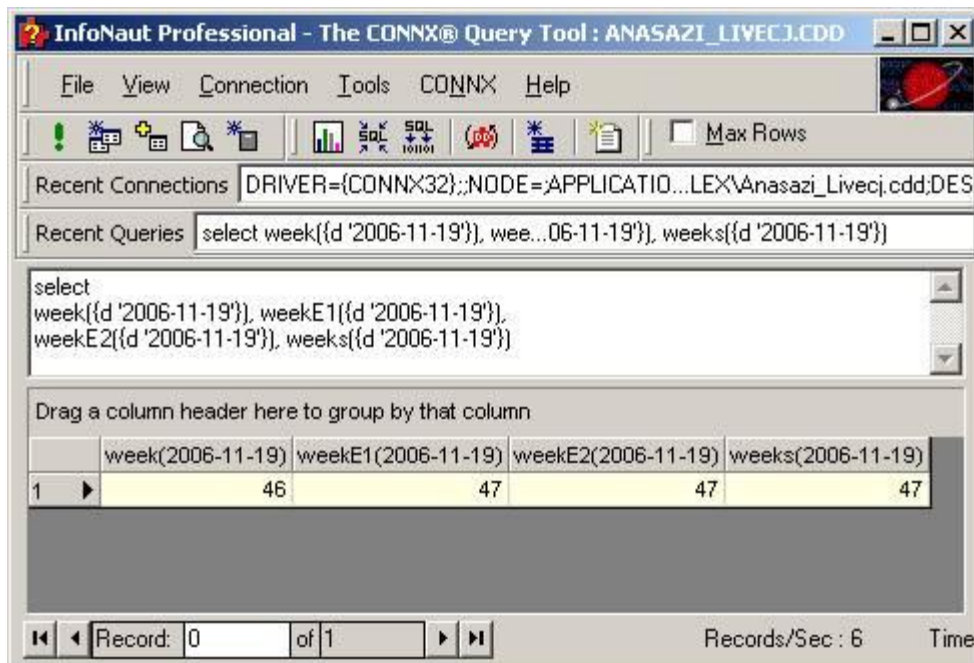 InfoNaut Professional - The CONNX® Query Tool : ANASAZI_LIVECJ.CDD
File View Connection Tools CONNX Help
SQL SQL Max Rows
Recent Connections DRIVER={CONNX32};;NODE=;APPLICATIO...LEX\Anasazi_Livecj.cdd;DES
Recent Queries select week({d '2006-11-19'}), wee...06-11-19'}), weeks({d '2006-11-19'})
select
week({d '2006-11-19'}), weekE1({d '2006-11-19'}),
weekE2({d '2006-11-19'}), weeks({d '2006-11-19'})
Drag a column header here to group by that column
week(2006-11-19) weekE1(2006-11-19) weekE2(2006-11-19) weeks(2006-11-19)
1 46 47 47 47
Record: 0 of 1 Records/Sec : 6 Time